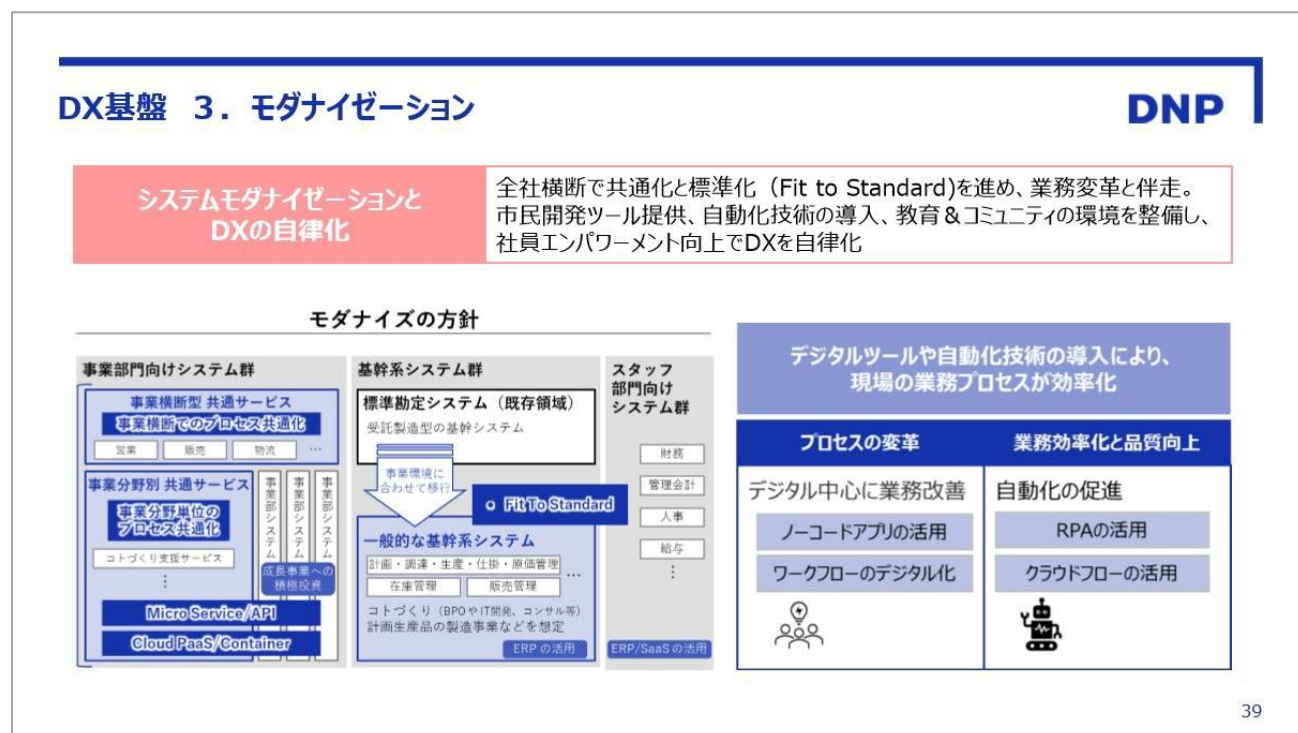 DX基盤 3. モダナイゼーション
DNP
システムモダナイゼーションと
DXの自律化
全社横断で共通化と標準化（Fit to Standard)を進め、業務変革と伴走。
市民開発ツール提供、自動化技術の導入、教育＆コミュニティの環境を整備し、
社員エンパワーメント向上でDXを自律化
モダナイズの方針
事業部門向けシステム群
事業横断型 共通サービス
事業横断でのプロセス共通化
営業 販売 物流 …
事業分野別 共通サービス
事業分野単位の
プロセス共通化
コトづくり支援サービス
⋮
事業部システム
事業部システム
事業部システム
成長事業への
積極投資
Micro Service/API
Cloud PaaS/Container
基幹系システム群
標準勘定システム（既存領域）
受託製造型の基幹システム
事業環境に
合わせて移行
Fit To Standard
一般的な基幹系システム
計画・調達・生産・仕掛・原価管理
在庫管理 販売管理 …
コトづくり（BPOやIT開発、コンサル等）
計画生産品の製造事業などを想定
ERP の活用
スタッフ
部門向け
システム群
財務
管理会計
人事
給与
⋮
ERP/SaaS の活用
デジタルツールや自動化技術の導入により、
現場の業務プロセスが効率化
プロセスの変革
デジタル中心に業務改善
ノーコードアプリの活用
ワークフローのデジタル化
業務効率化と品質向上
自動化の促進
RPAの活用
クラウドフローの活用
39